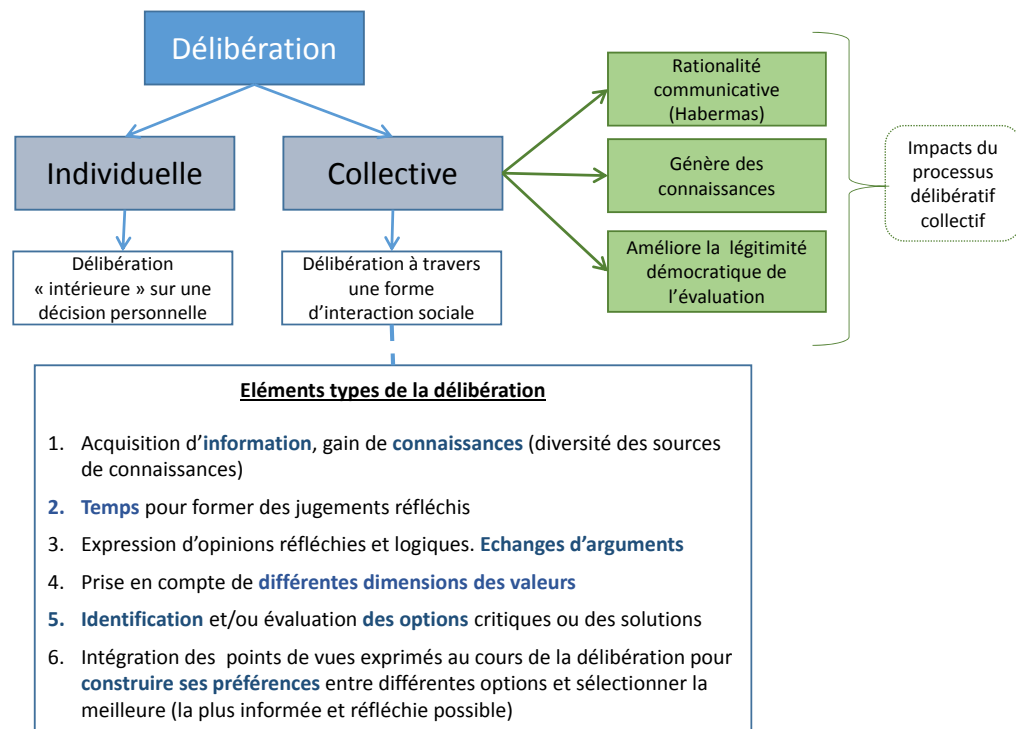 Délibération
Individuelle
Collective
Rationalité
communicative
(Habermas)
Génère des
connaissances
Améliore la légitimité
démocratique de
l'évaluation
Impacts du
processus
délibératif
collectif
Délibération
« intérieure » sur une
décision personnelle
Délibération à travers
une forme
d'interaction sociale
Eléments types de la délibération
1. Acquisition d'information, gain de connaissances (diversité des sources
de connaissances)
2. Temps pour former des jugements réfléchis
3. Expression d'opinions réfléchies et logiques. Echanges d'arguments
4. Prise en compte de différentes dimensions des valeurs
5. Identification et/ou évaluation des options critiques ou des solutions
6. Intégration des points de vues exprimés au cours de la délibération pour
construire ses préférences entre différentes options et sélectionner la
meilleure (la plus informée et réfléchie possible)